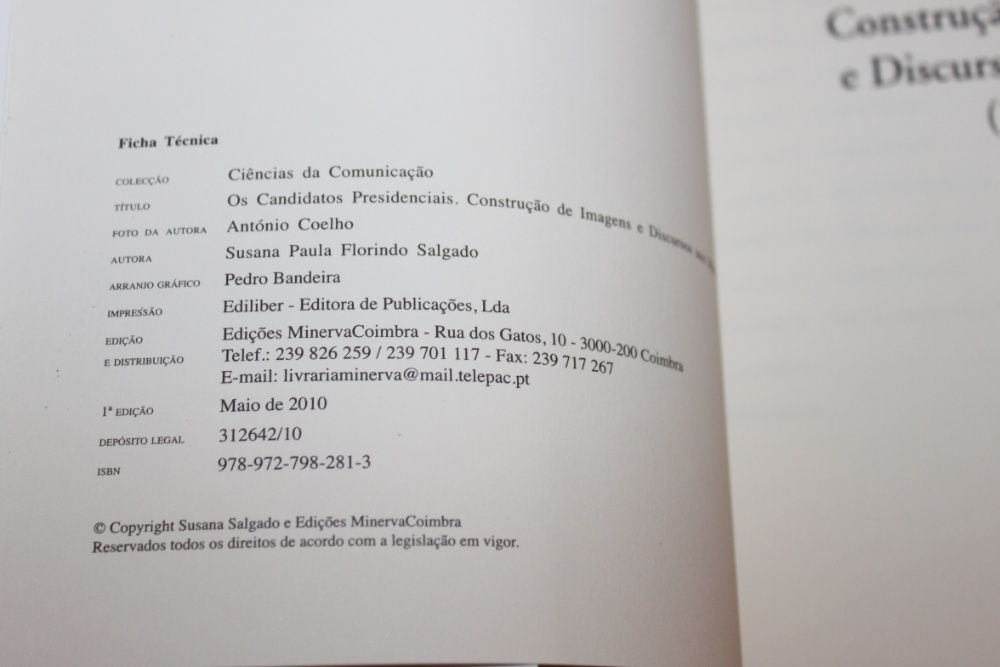 Ficha Técnica
COLECÇÃO Ciências da Comunicação
TÍTULO Os Candidatos Presidenciais. Construção de Imagens e Discursos
FOTO DA AUTORA António Coelho
AUTORA Susana Paula Florindo Salgado
ARRANJO GRÁFICO Pedro Bandeira
IMPRESSÃO Ediliber - Editora de Publicações, Lda
EDIÇÃO Edições MinervaCoimbra - Rua dos Gatos, 10 - 3000-200 Coimbra
E DISTRIBUIÇÃO Telef.: 239 826 259 / 239 701 117 - Fax: 239 717 267
E-mail: livrariaminerva@mail.telepac.pt
1ª EDIÇÃO Maio de 2010
DEPÓSITO LEGAL 312642/10
ISBN 978-972-798-281-3
© Copyright Susana Salgado e Edições MinervaCoimbra
Reservados todos os direitos de acordo com a legislação em vigor.
Construçã
e Discurs
(